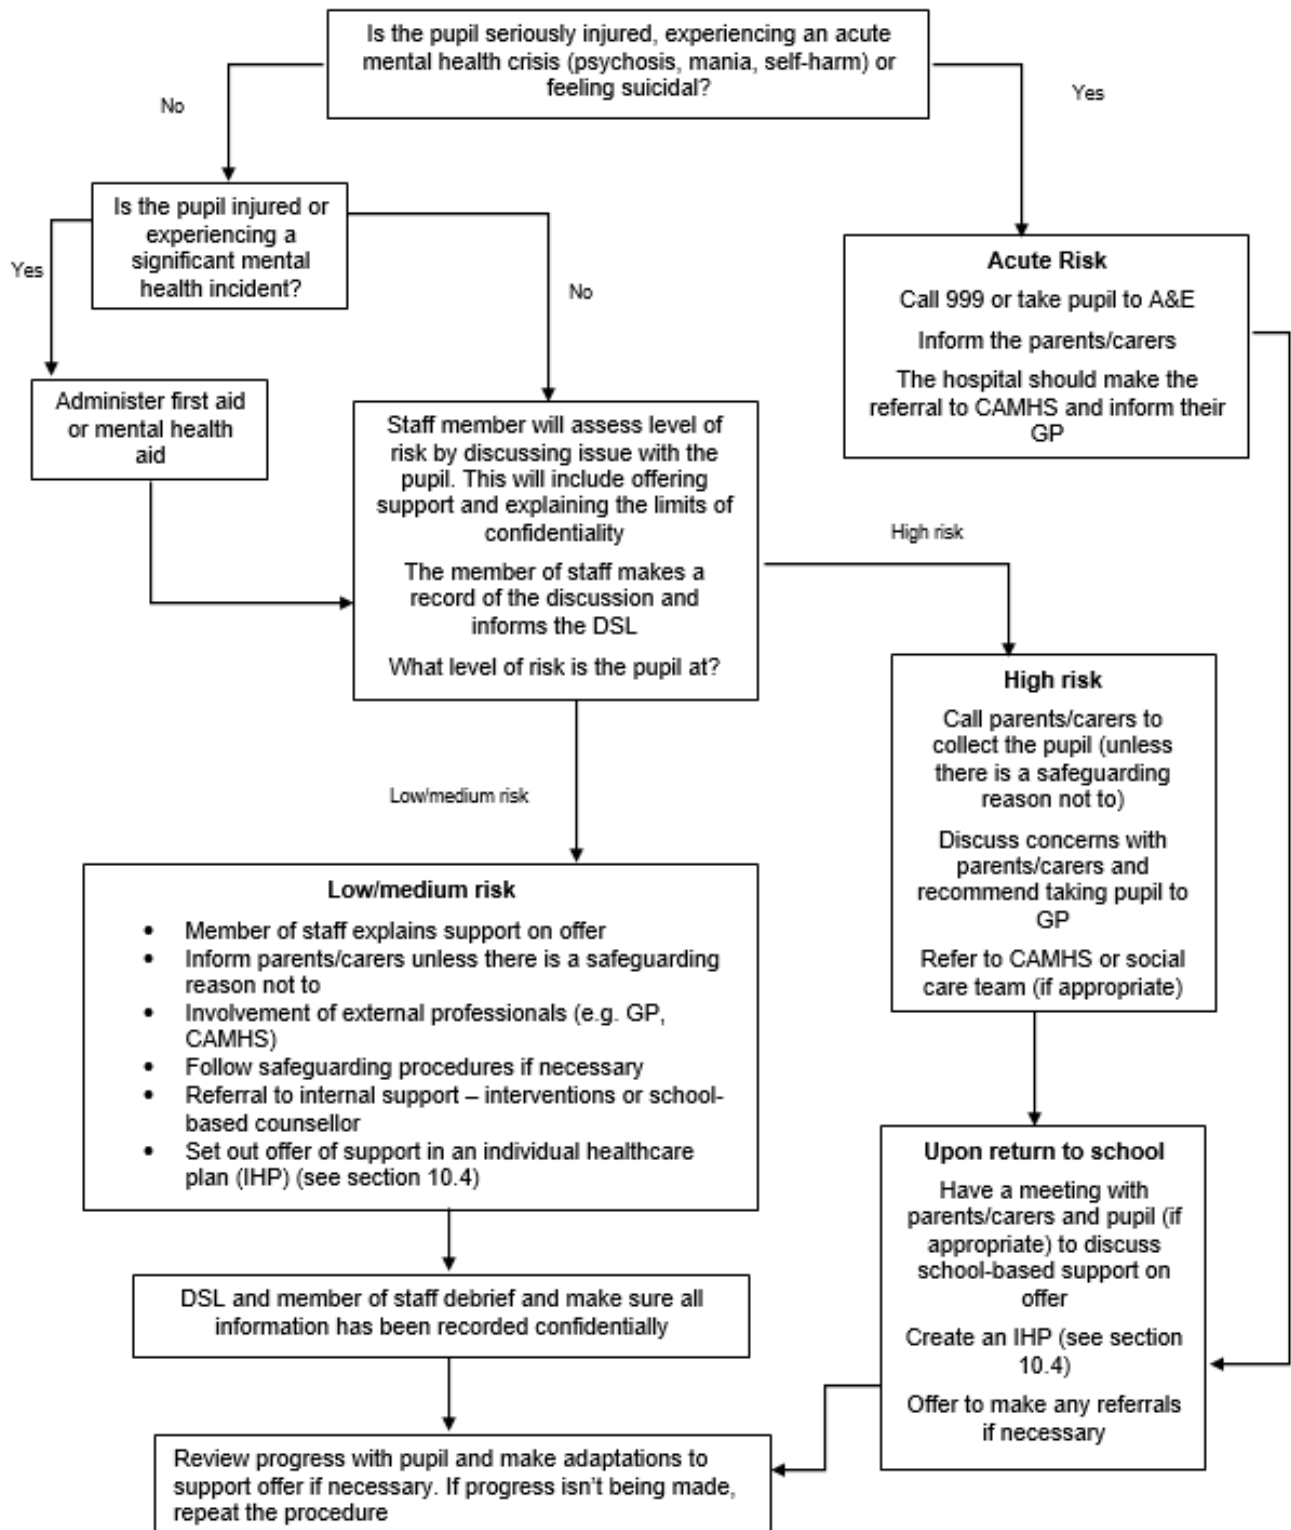 Is the pupil seriously injured, experiencing an acute
mental health crisis (psychosis, mania, self-harm) or
feeling suicidal?
No
Yes
Is the pupil injured or
experiencing a
significant mental
health incident?
Yes
No
Acute Risk
Call 999 or take pupil to A&E
Inform the parents/carers
The hospital should make the
referral to CAMHS and inform their
GP
Administer first aid
or mental health
aid
Staff member will assess level of
risk by discussing issue with the
pupil. This will include offering
support and explaining the limits of
confidentiality
The member of staff makes a
record of the discussion and
informs the DSL
What level of risk is the pupil at?
High risk
High risk
Call parents/carers to
collect the pupil (unless
there is a safeguarding
reason not to)
Discuss concerns with
parents/carers and
recommend taking pupil to
GP
Refer to CAMHS or social
care team (if appropriate)
Low/medium risk
Low/medium risk
• Member of staff explains support on offer
• Inform parents/carers unless there is a safeguarding
reason not to
• Involvement of external professionals (e.g. GP,
CAMHS)
• Follow safeguarding procedures if necessary
• Referral to internal support – interventions or school-
based counsellor
• Set out offer of support in an individual healthcare
plan (IHP) (see section 10.4)
Upon return to school
Have a meeting with
parents/carers and pupil (if
appropriate) to discuss
school-based support on
offer
Create an IHP (see section
10.4)
Offer to make any referrals
if necessary
DSL and member of staff debrief and make sure all
information has been recorded confidentially
Review progress with pupil and make adaptations to
support offer if necessary. If progress isn't being made,
repeat the procedure